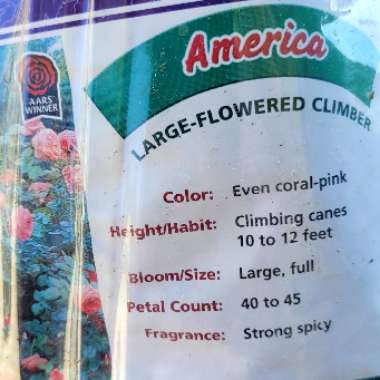 America
AARS
WINNER
LARGE-FLOWERED CLIMBER
Color: Even coral-pink
Height/Habit: Climbing canes
10 to 12 feet
Bloom/Size: Large, full
Petal Count: 40 to 45
Fragrance: Strong spicy